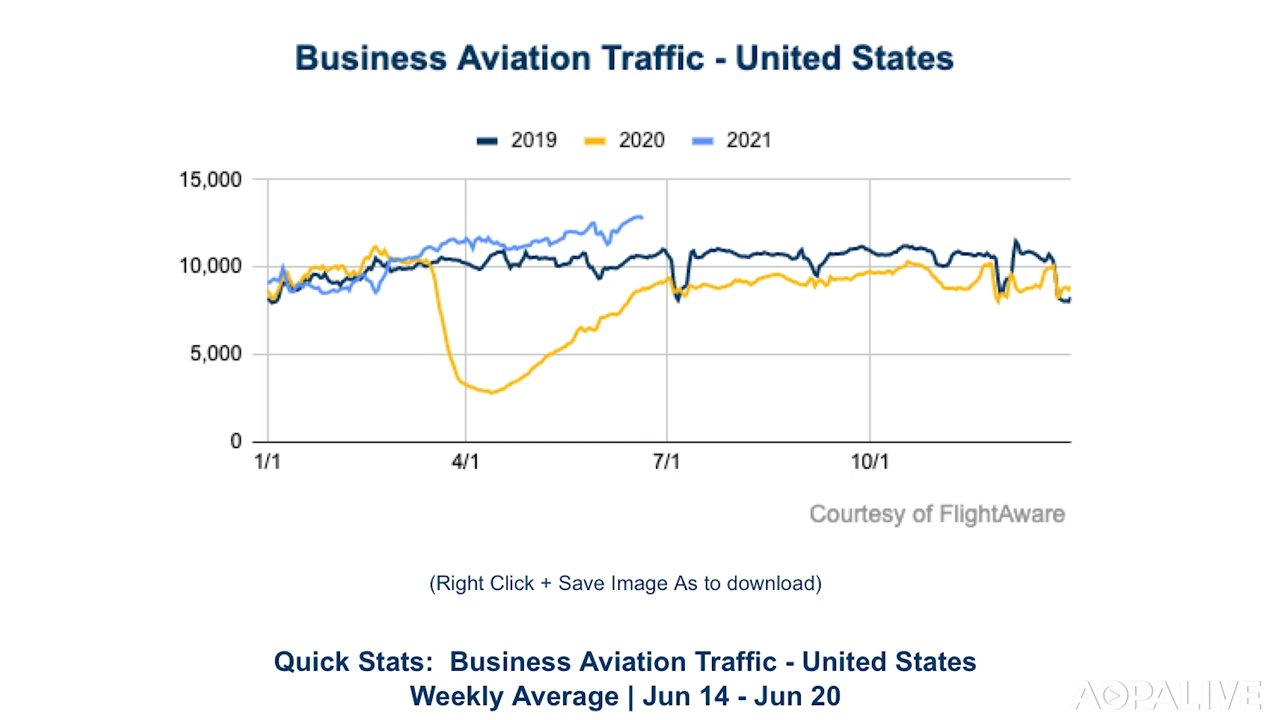 Business Aviation Traffic - United States
2019 2020 2021
15,000
10,000
5,000
0
1/1 4/1 7/1 10/1
Courtesy of FlightAware
(Right Click + Save Image As to download)
Quick Stats: Business Aviation Traffic - United States
Weekly Average | Jun 14 - Jun 20
AOPALIVE